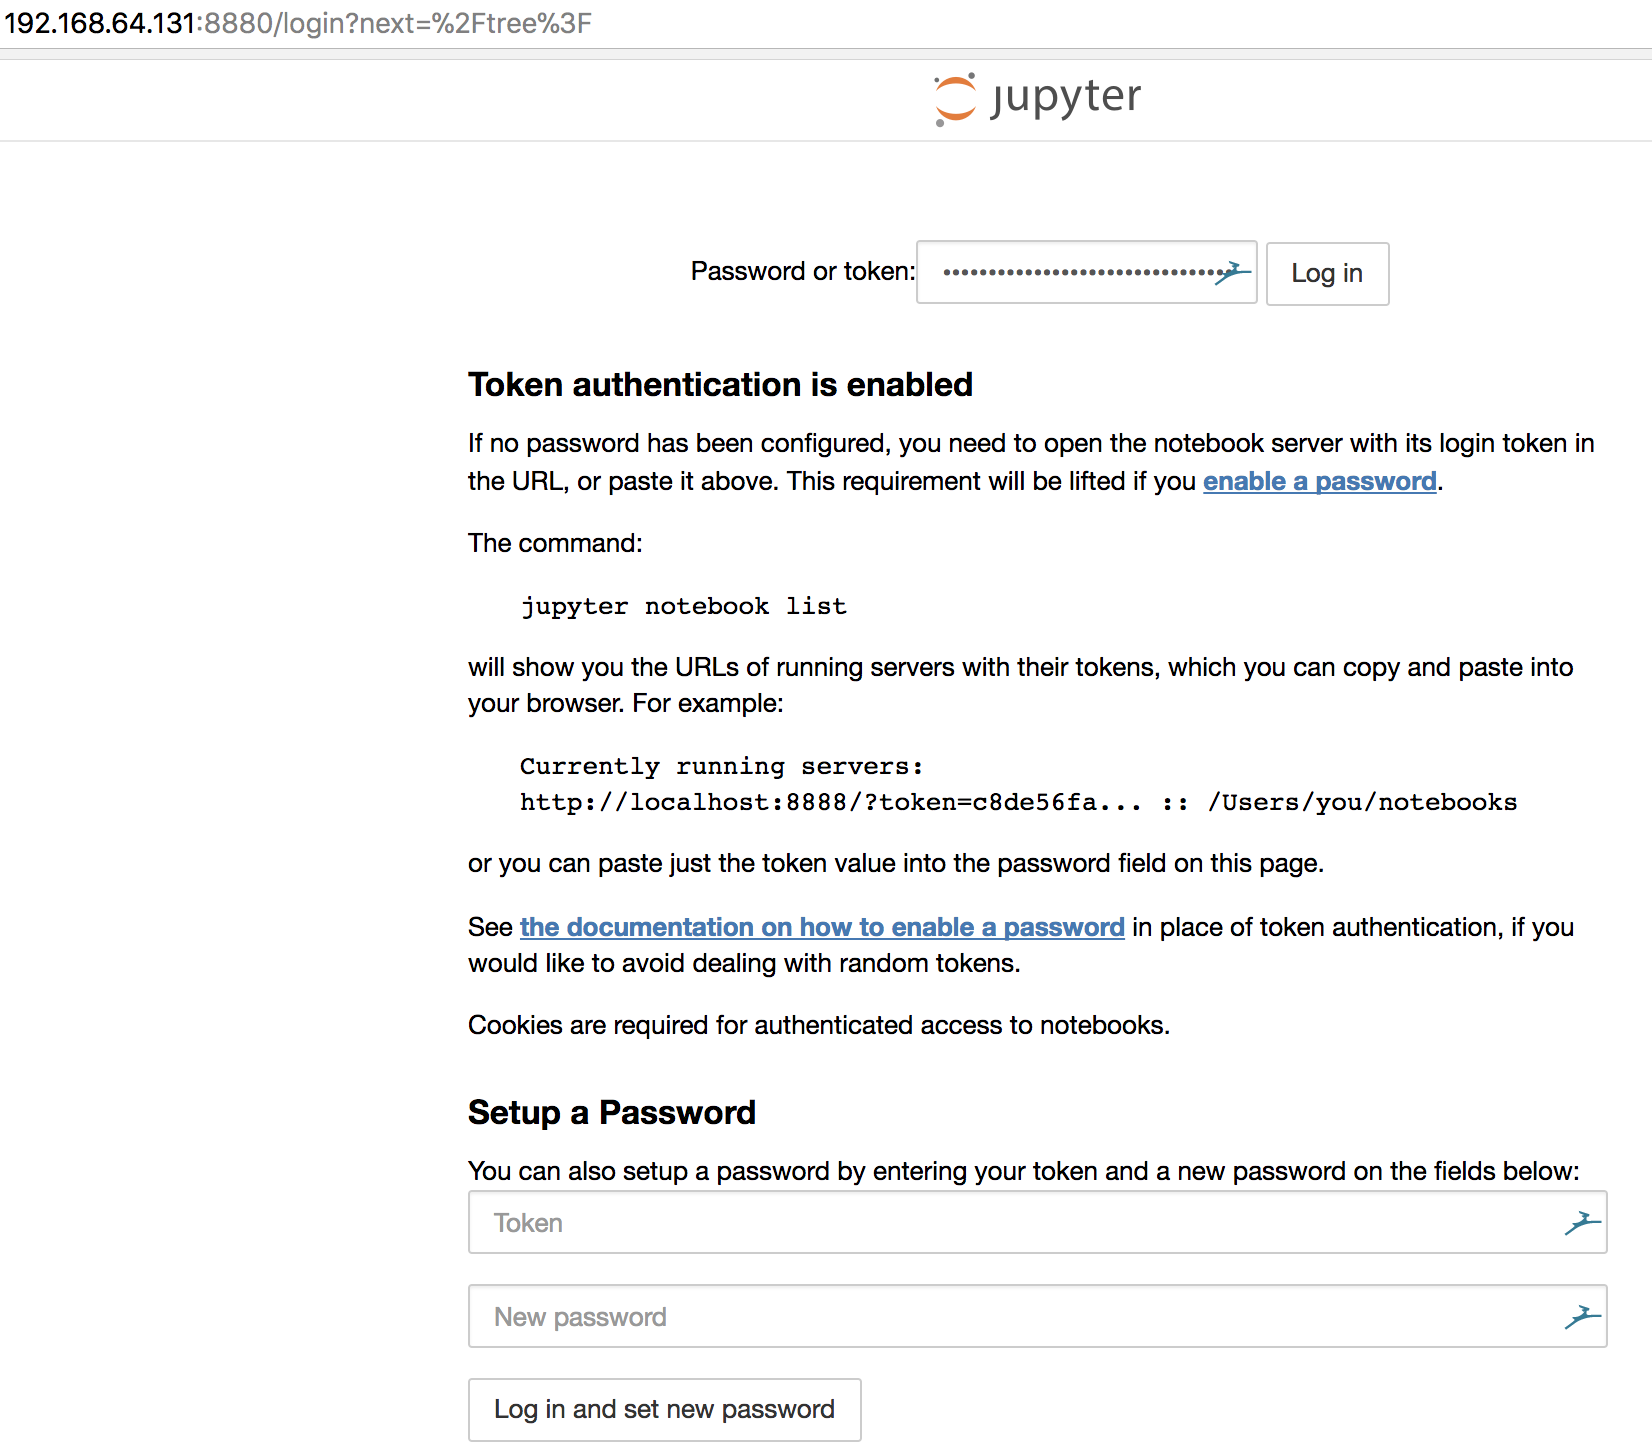 192.168.64.131:8880/login?next=%2Ftree%3F
jupyter
Password or token: •••••••••••••••••••••••••••••••• Log in
Token authentication is enabled
If no password has been configured, you need to open the notebook server with its login token in
the URL, or paste it above. This requirement will be lifted if you enable a password.
The command:
jupyter notebook list
will show you the URLs of running servers with their tokens, which you can copy and paste into
your browser. For example:
Currently running servers:
http://localhost:8888/?token=c8de56fa... :: /Users/you/notebooks
or you can paste just the token value into the password field on this page.
See the documentation on how to enable a password in place of token authentication, if you
would like to avoid dealing with random tokens.
Cookies are required for authenticated access to notebooks.
Setup a Password
You can also setup a password by entering your token and a new password on the fields below:
Token
New password
Log in and set new password